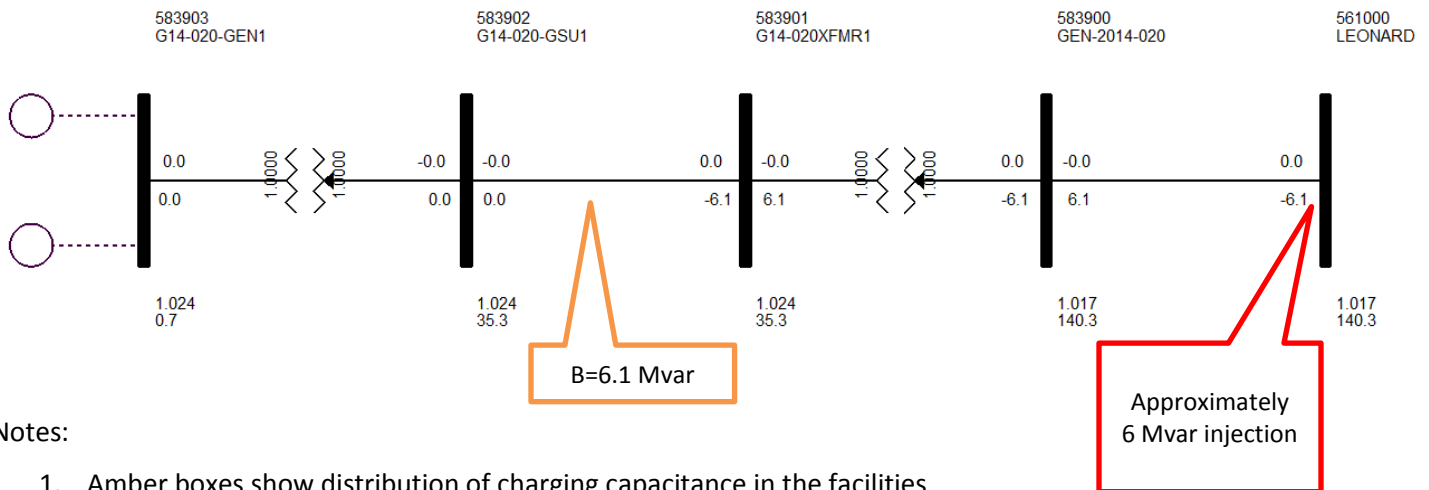 583903 583902 583901 583900 561000
G14-020-GEN1 G14-020-GSU1 G14-020XFMR1 GEN-2014-020 LEONARD
0.0 1.0000 1.0000 -0.0 -0.0 0.0 -0.0 1.0000 1.0000 0.0 -0.0 0.0
0.0 0.0 0.0 -6.1 6.1 -6.1 6.1 -6.1
1.024 1.024 1.024 1.017 1.017
0.7 35.3 35.3 140.3 140.3
B=6.1 Mvar
Approximately
6 Mvar injection
Notes:
1. Amber boxes show distribution of charging capacitance in the facilities